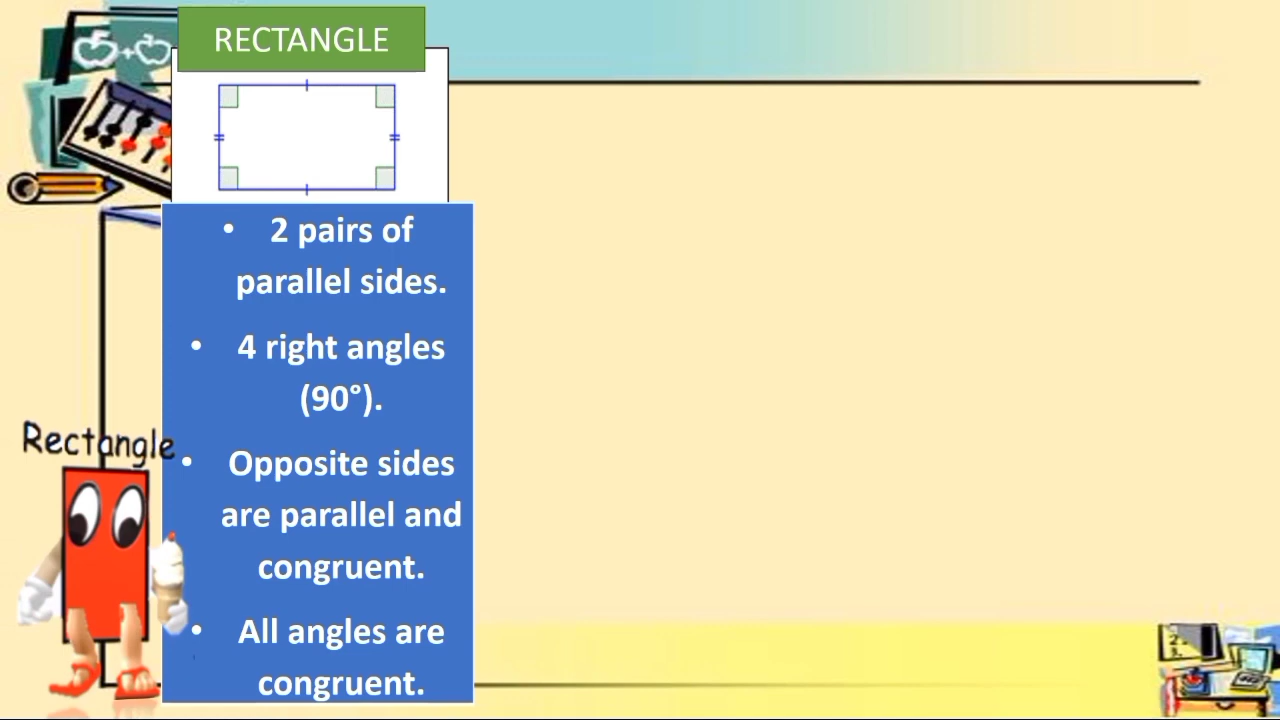 RECTANGLE
• 2 pairs of
parallel sides.
• 4 right angles
(90°).
Rectangle
• Opposite sides
are parallel and
congruent.
• All angles are
congruent.